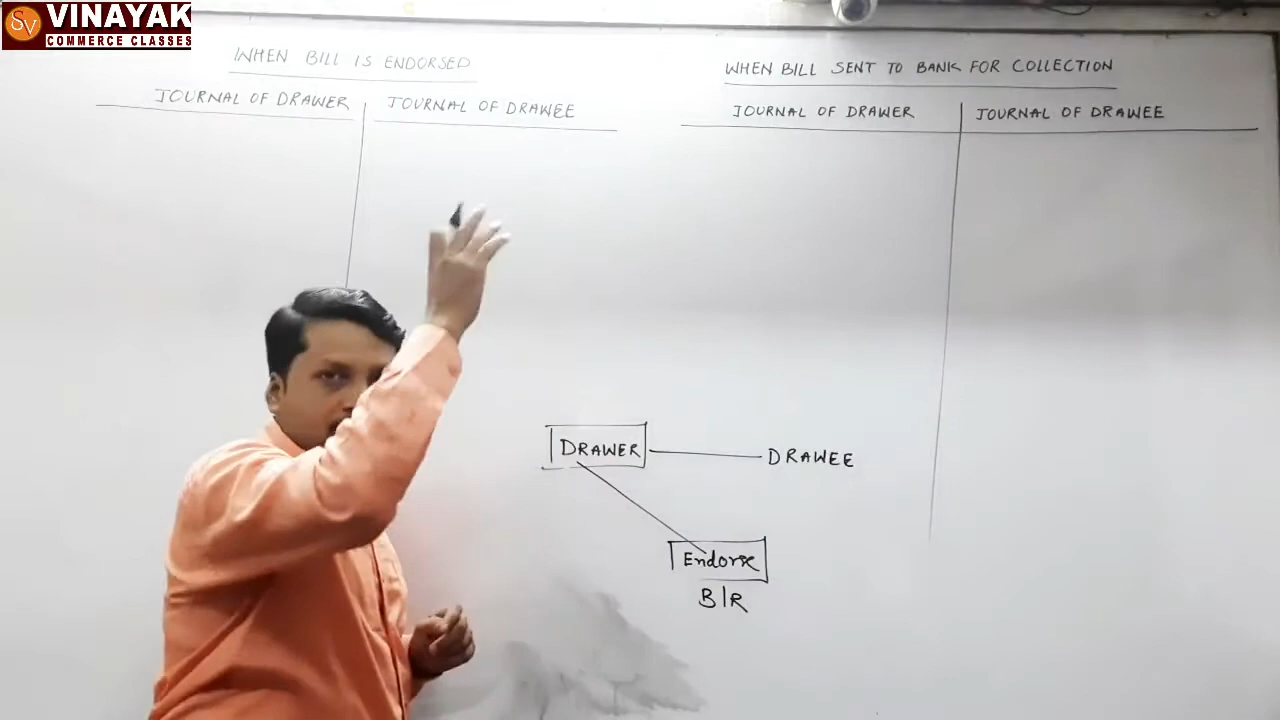 SV VINAYAK
COMMERCE CLASSES
WHEN BILL IS ENDORSED
JOURNAL OF DRAWER
JOURNAL OF DRAWEE
WHEN BILL SENT TO BANK FOR COLLECTION
JOURNAL OF DRAWER
JOURNAL OF DRAWEE
DRAWER
DRAWEE
Endorse
B/R